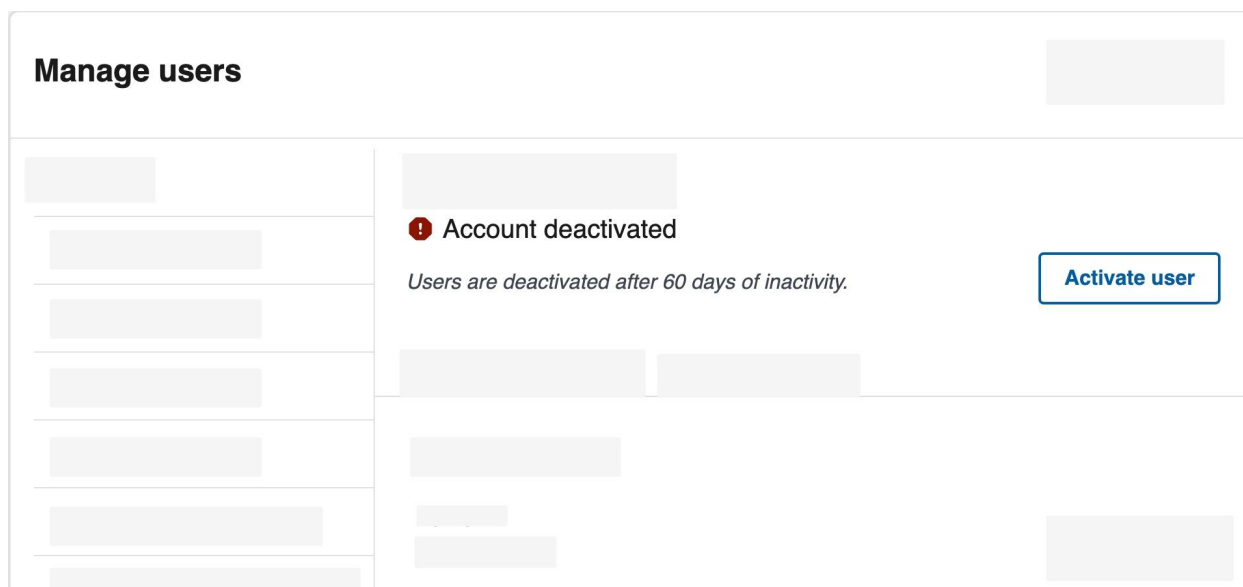 Manage users
Account deactivated
Users are deactivated after 60 days of inactivity.
Activate user